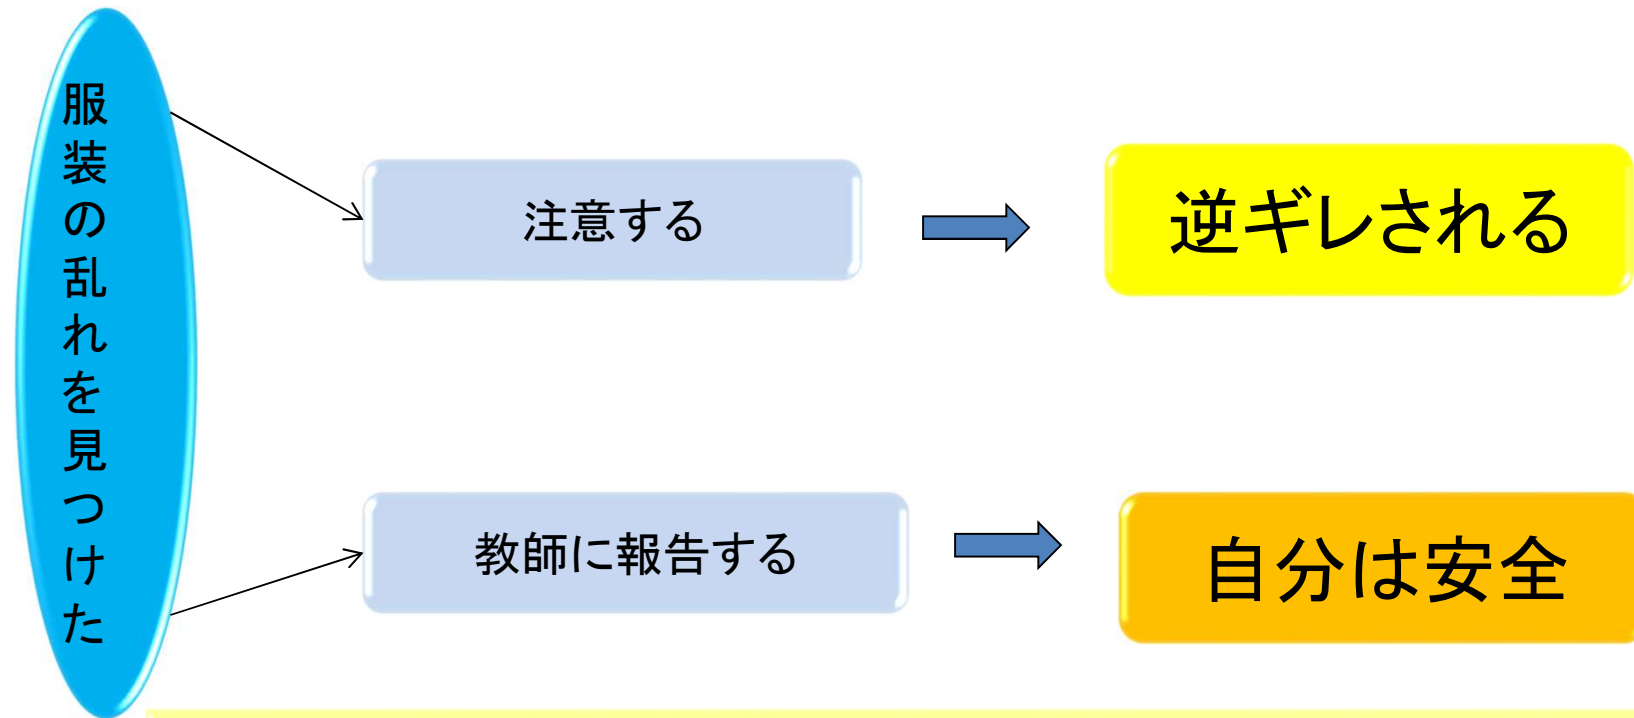 服装の乱れを見つけた
注意する
逆ギレされる
教師に報告する
自分は安全